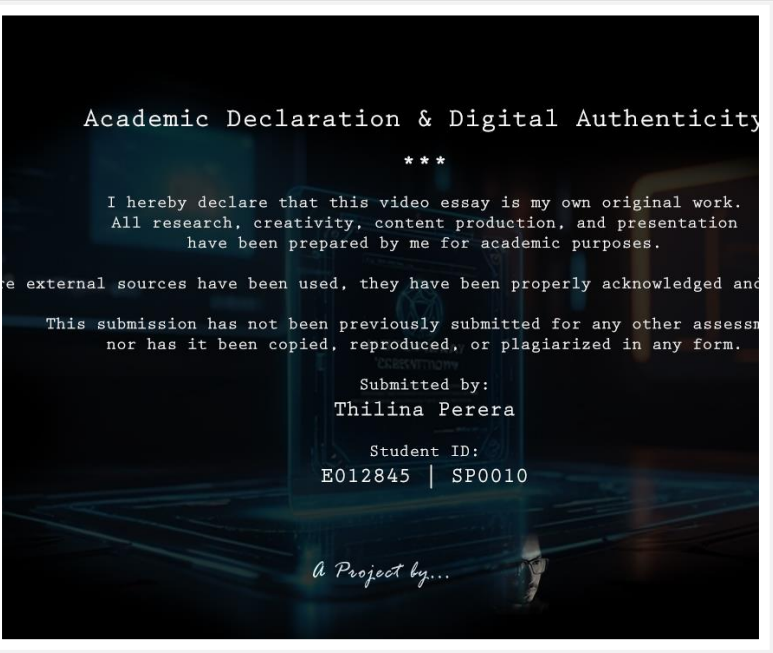 Academic Declaration & Digital Authenticity
***
I hereby declare that this video essay is my own original work.
All research, creativity, content production, and presentation
have been prepared by me for academic purposes.
re external sources have been used, they have been properly acknowledged and
This submission has not been previously submitted for any other assessm
nor has it been copied, reproduced, or plagiarized in any form.
Submitted by:
Thilina Perera
Student ID:
E012845 | SP0010
A Project by...